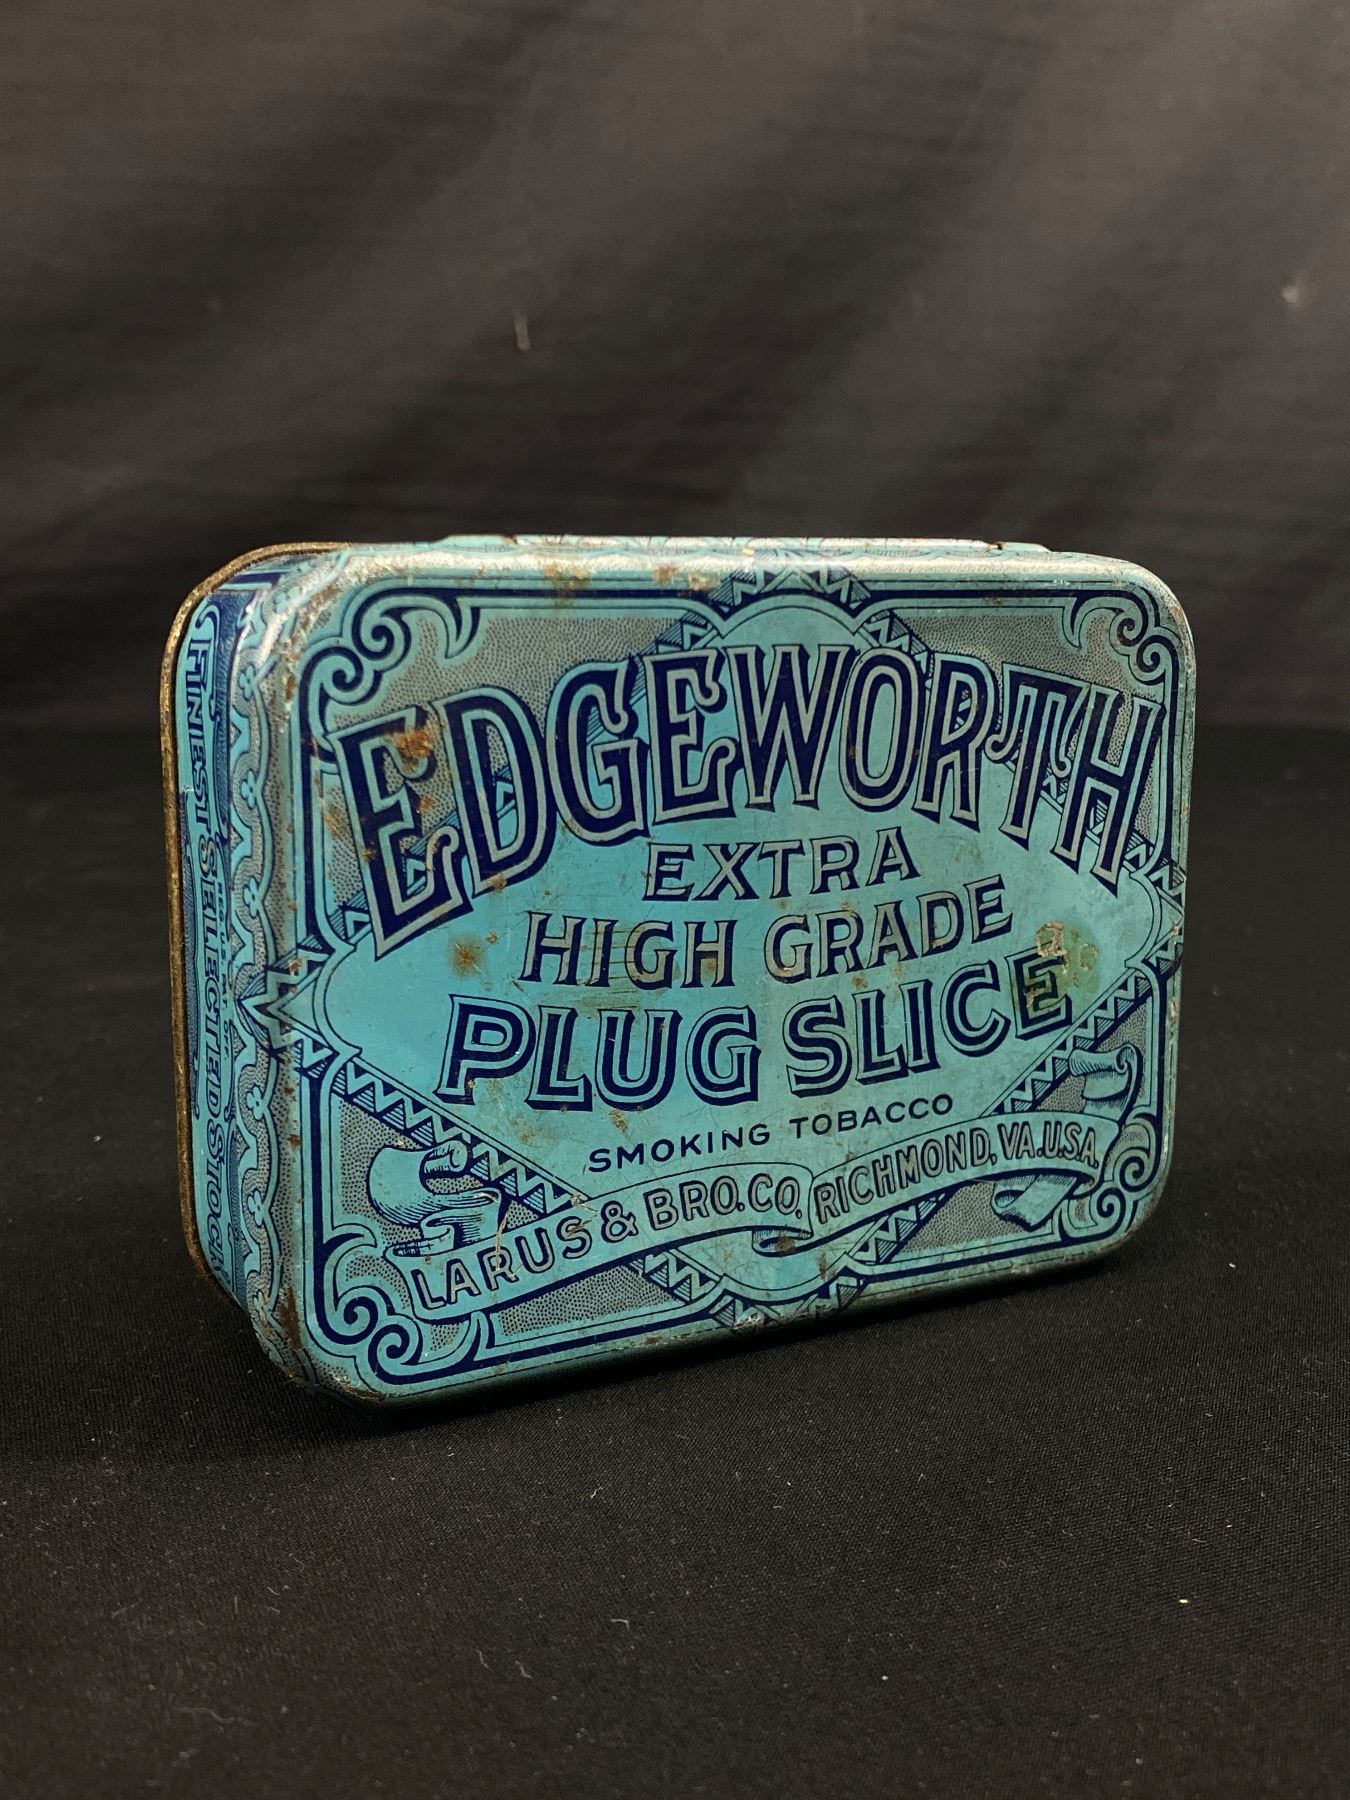 EDGEWORTH
EXTRA
HIGH GRADE
PLUG SLICE
SMOKING TOBACCO
LARUS & BRO. CO. RICHMOND, VA. U.S.A.
FINEST SELECTED STOCK